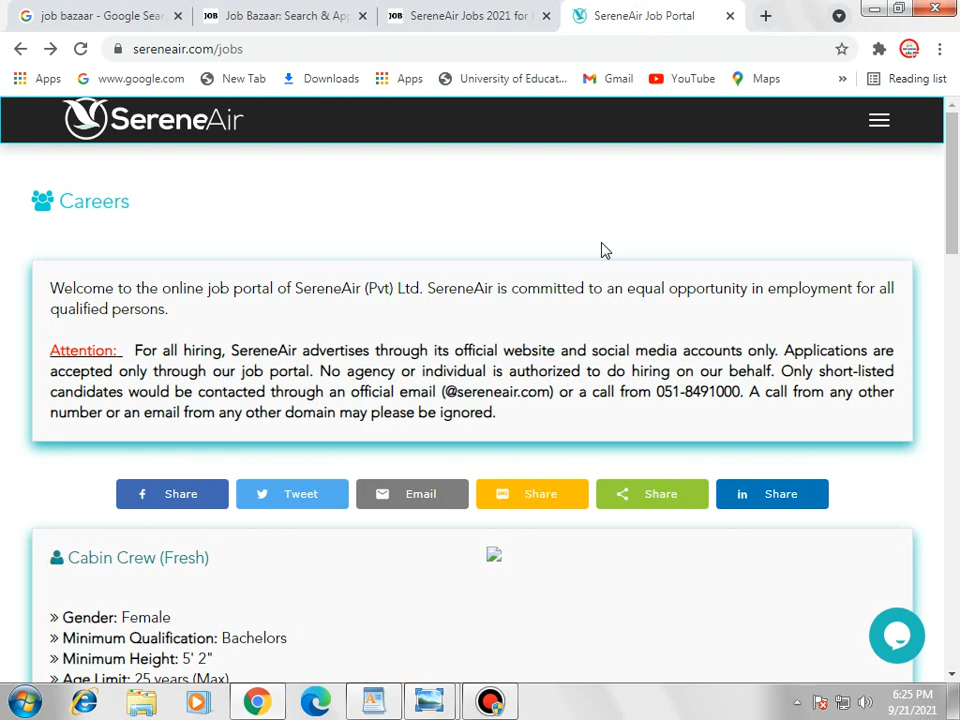 job bazaar - Google Sear
Job Bazaar: Search & Ap
SereneAir Jobs 2021 for
SereneAir Job Portal
sereneair.com/jobs
Apps
www.google.com
New Tab
Downloads
Apps
University of Educat...
Gmail
YouTube
Maps
»
Reading list
SereneAir
Careers
Welcome to the online job portal of SereneAir (Pvt) Ltd. SereneAir is committed to an equal opportunity in employment for all
qualified persons.
Attention: For all hiring, SereneAir advertises through its official website and social media accounts only. Applications are
accepted only through our job portal. No agency or individual is authorized to do hiring on our behalf. Only short-listed
candidates would be contacted through an official email (@sereneair.com) or a call from 051-8491000. A call from any other
number or an email from any other domain may please be ignored.
Share
Tweet
Email
Share
Share
Share
Cabin Crew (Fresh)
» Gender: Female
» Minimum Qualification: Bachelors
» Minimum Height: 5' 2"
» Age Limit: 25 years (Max)
6:25 PM
9/21/2021